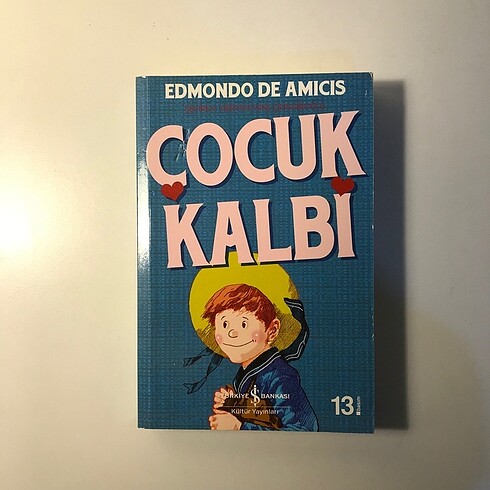 EDMONDO DE AMICIS
ÇOCUK
KALBİ
TÜRKİYE İŞ BANKASI
Kültür Yayınları
13